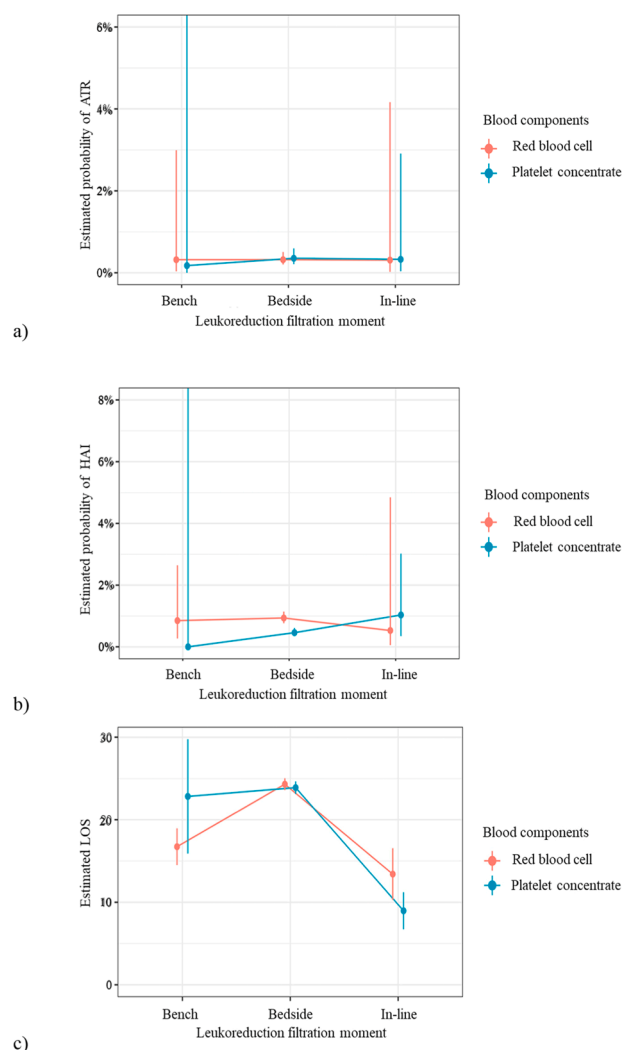 6%
4%
2%
0%
Estimated probability of ATR
Bench
Bedside
In-line
Leukoreduction filtration moment
Blood components
Red blood cell
Platelet concentrate
a)
8%
6%
4%
2%
0%
Estimated probability of HAI
Bench
Bedside
In-line
Leukoreduction filtration moment
Blood components
Red blood cell
Platelet concentrate
b)
30
20
10
0
Estimated LOS
Bench
Bedside
In-line
Leukoreduction filtration moment
Blood components
Red blood cell
Platelet concentrate
c)